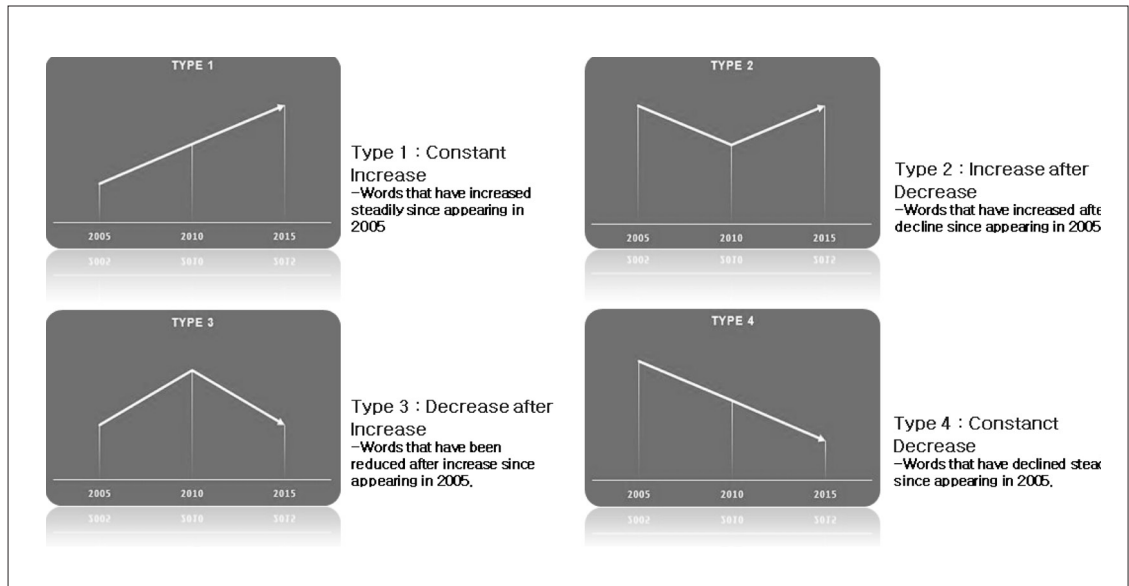 TYPE 1
2005 2010 2015
Type 1 : Constant
Increase
-Words that have increased
steadily since appearing in
2005
TYPE 2
2005 2010 2015
Type 2 : Increase after
Decrease
-Words that have increased afte
decline since appearing in 2005
TYPE 3
2005 2010 2015
Type 3 : Decrease after
Increase
-Words that have been
reduced after increase since
appearing in 2005.
TYPE 4
2005 2010 2015
Type 4 : Constanct
Decrease
-Words that have declined stea
since appearing in 2005.